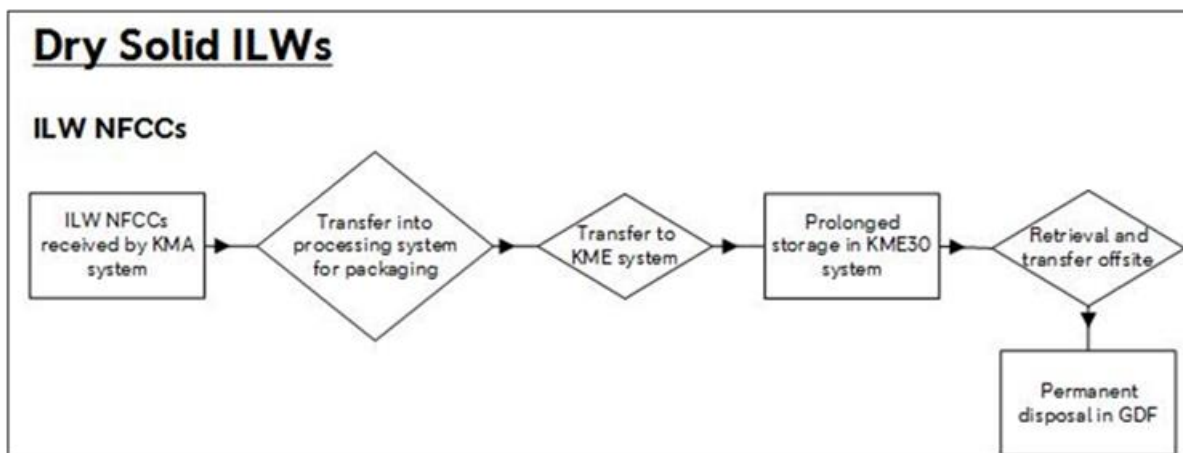 Dry Solid ILWs
ILW NFCCs
ILW NFCCs
received by KMA
system
Transfer into
processing system
for packaging
Transfer to
KME system
Prolonged
storage in KME30
system
Retrieval and
transfer offsite
Permanent
disposal in GDF